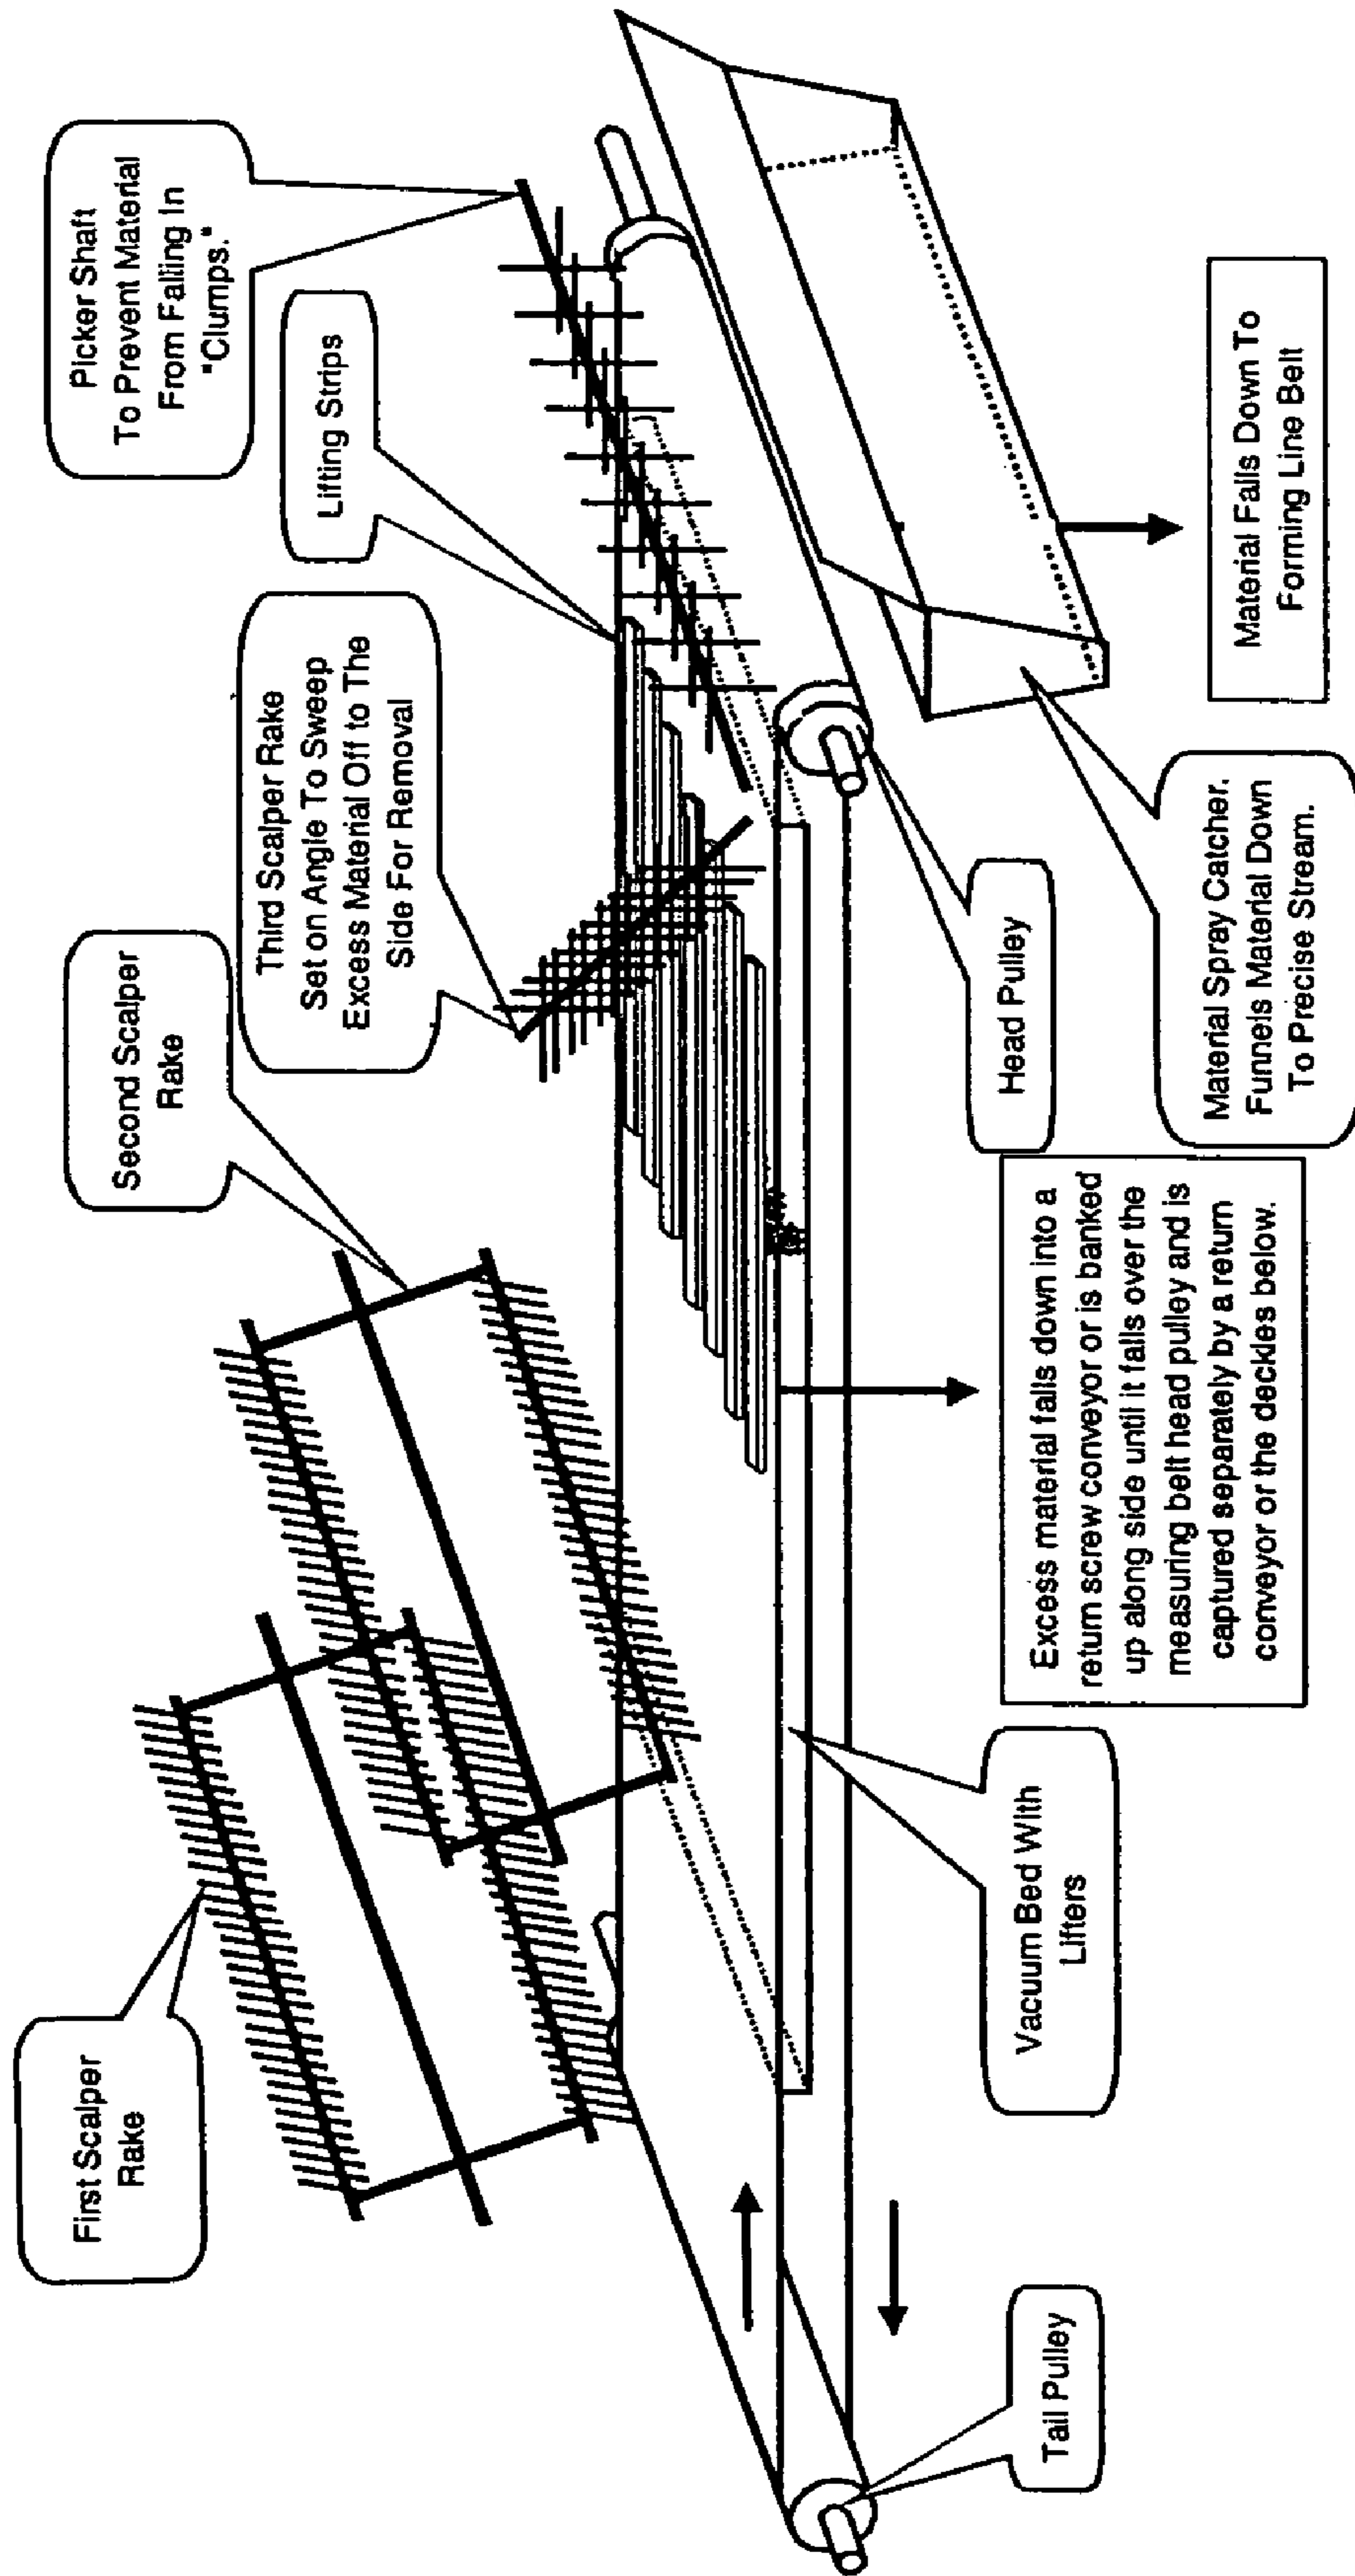 First Scalper
Rake
Second Scalper
Rake
Third Scalper Rake
Set on Angle To Sweep
Excess Material Off to The
Side For Removal
Lifting Strips
Picker Shaft
To Prevent Material
From Falling In
"Clumps."
Tail Pulley
Vacuum Bed With
Lifters
Excess material falls down into a
return screw conveyor or is banked
up along side until it falls over the
measuring belt head pulley and is
captured separately by a return
conveyor or the deckles below.
Head Pulley
Material Spray Catcher.
Funnels Material Down
To Precise Stream.
Material Falls Down To
Forming Line Belt